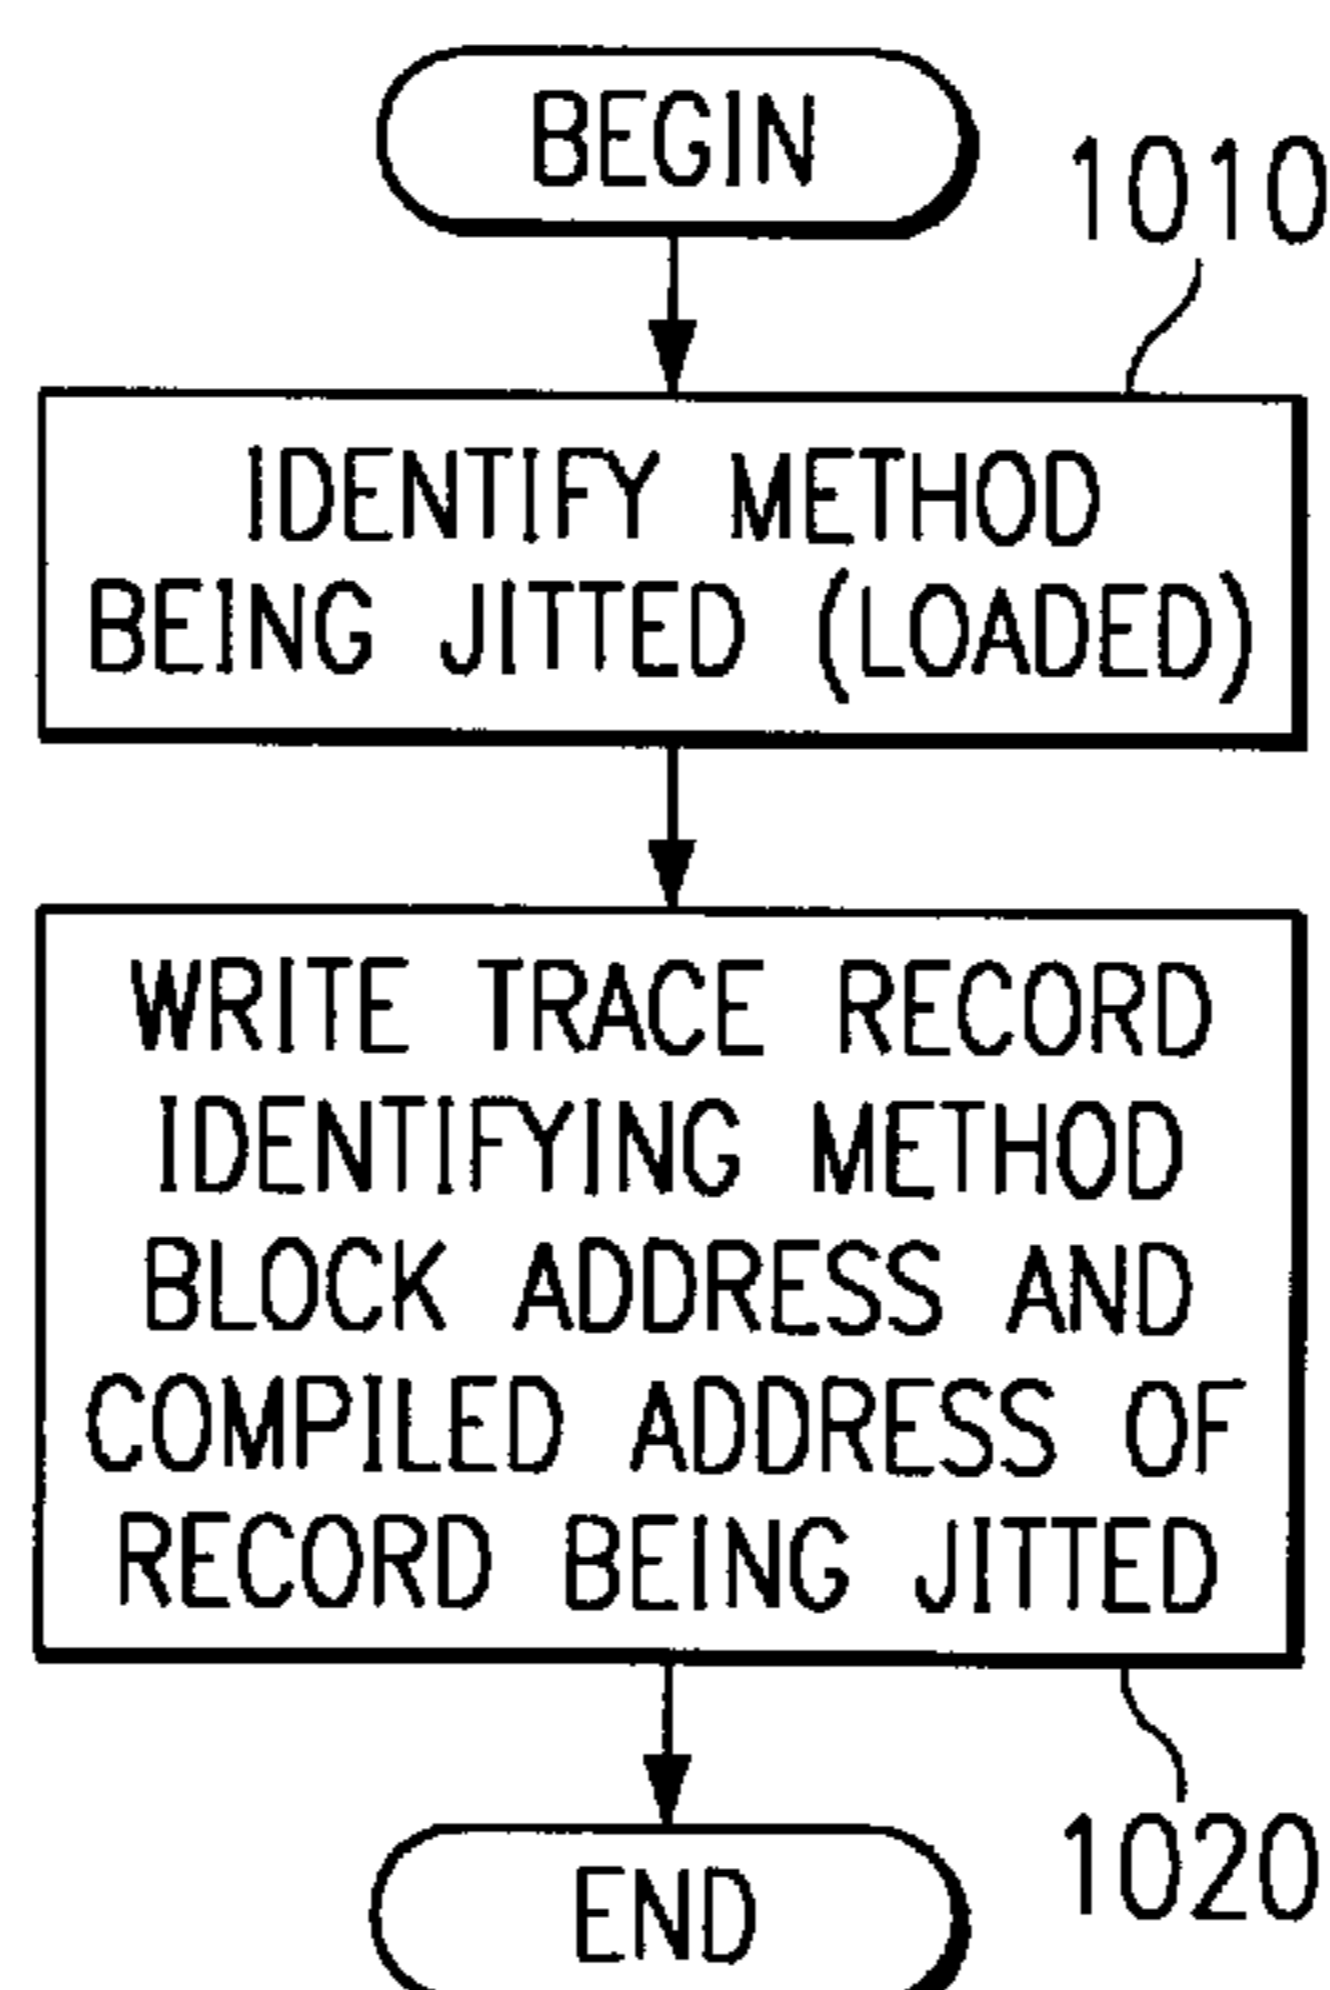 BEGIN
1010
IDENTIFY METHOD
BEING JITTED (LOADED)
WRITE TRACE RECORD
IDENTIFYING METHOD
BLOCK ADDRESS AND
COMPILED ADDRESS OF
RECORD BEING JITTED
END
1020